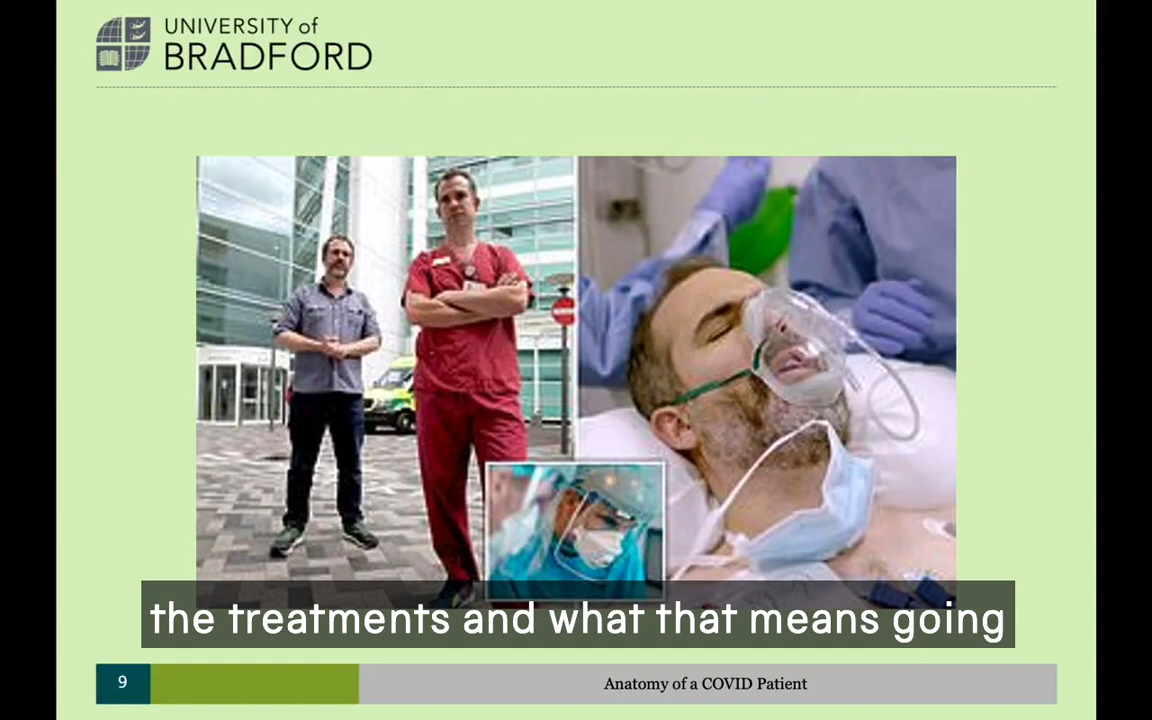 UNIVERSITY of
BRADFORD
the treatments and what that means going
9
Anatomy of a COVID Patient